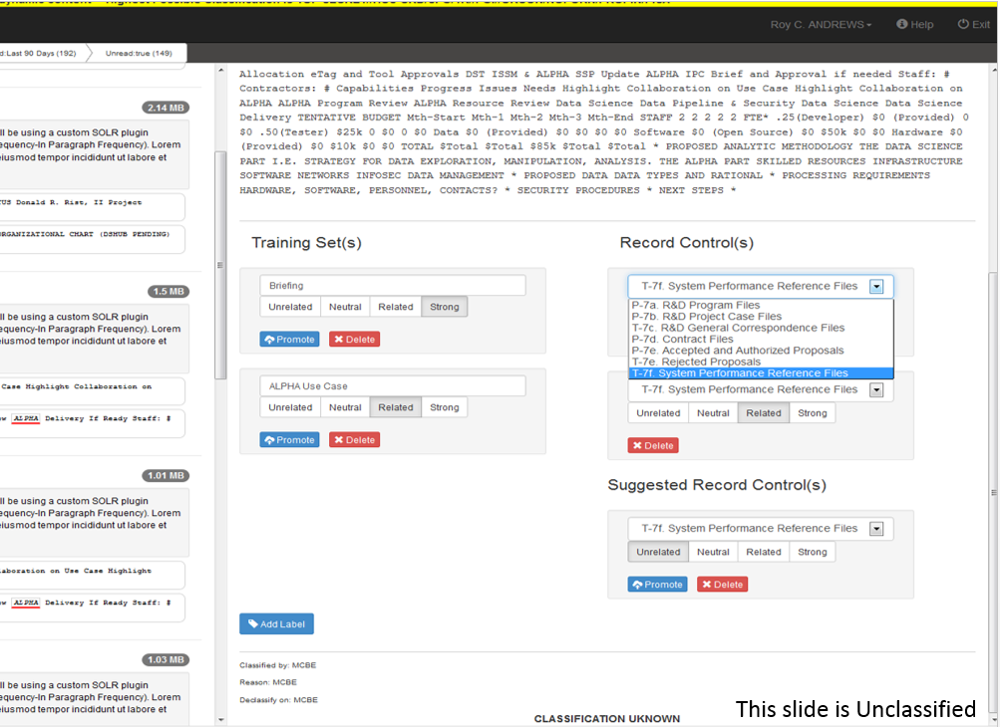 Roy C. ANDREWS Help Exit
d:Last 90 Days (192) Unread:true (149)
2.14 MB
ll be using a custom SOLR plugin
equency-In Paragraph Frequency). Lorem
eiusmod tempor incididunt ut labore et
TUS Donald R. Rist, II Project
ORGANIZATIONAL CHART (DSHUB PENDING)
1.5 MB
ll be using a custom SOLR plugin
equency-In Paragraph Frequency). Lorem
eiusmod tempor incididunt ut labore et
Case Highlight Collaboration on
w ALPHA Delivery If Ready Staff: #
1.01 MB
ll be using a custom SOLR plugin
equency-In Paragraph Frequency). Lorem
eiusmod tempor incididunt ut labore et
aboration on Use Case Highlight
w ALPHA Delivery If Ready Staff: #
1.03 MB
ll be using a custom SOLR plugin
equency-In Paragraph Frequency). Lorem
eiusmod tempor incididunt ut labore et
Allocation eTag and Tool Approvals DST ISSM & ALPHA SSP Update ALPHA IPC Brief and Approval if needed Staff: #
Contractors: # Capabilities Progress Issues Needs Highlight Collaboration on Use Case Highlight Collaboration on
ALPHA ALPHA Program Review ALPHA Resource Review Data Science Data Pipeline & Security Data Science Data Science
Delivery TENTATIVE BUDGET Mth-Start Mth-1 Mth-2 Mth-3 Mth-End STAFF 2 2 2 2 2 FTE* .25(Developer) $0 (Provided) 0
$0 .50(Tester) $25k 0 $0 0 $0 Data $0 (Provided) $0 $0 $0 $0 Software $0 (Open Source) $0 $50k $0 $0 Hardware $0
(Provided) $0 $10k $0 $0 TOTAL $Total $Total $85k $Total $Total * PROPOSED ANALYTIC METHODOLOGY THE DATA SCIENCE
PART I.E. STRATEGY FOR DATA EXPLORATION, MANIPULATION, ANALYSIS. THE ALPHA PART SKILLED RESOURCES INFRASTRUCTURE
SOFTWARE NETWORKS INFOSEC DATA MANAGEMENT * PROPOSED DATA DATA TYPES AND RATIONAL * PROCESSING REQUIREMENTS
HARDWARE, SOFTWARE, PERSONNEL, CONTACTS? * SECURITY PROCEDURES * NEXT STEPS *
Training Set(s)
Briefing
Unrelated Neutral Related Strong
Promote Delete
ALPHA Use Case
Unrelated Neutral Related Strong
Promote Delete
Record Control(s)
T-7f. System Performance Reference Files
P-7a. R&D Program Files
P-7b. R&D Project Case Files
T-7c. R&D General Correspondence Files
P-7d. Contract Files
P-7e. Accepted and Authorized Proposals
T-7e. Rejected Proposals
T-7f. System Performance Reference Files
T-7f. System Performance Reference Files
Unrelated Neutral Related Strong
Delete
Suggested Record Control(s)
T-7f. System Performance Reference Files
Unrelated Neutral Related Strong
Promote Delete
Add Label
Classified by: MCBE
Reason: MCBE
Declassify on: MCBE
CLASSIFICATION UKNOWN
This slide is Unclassified